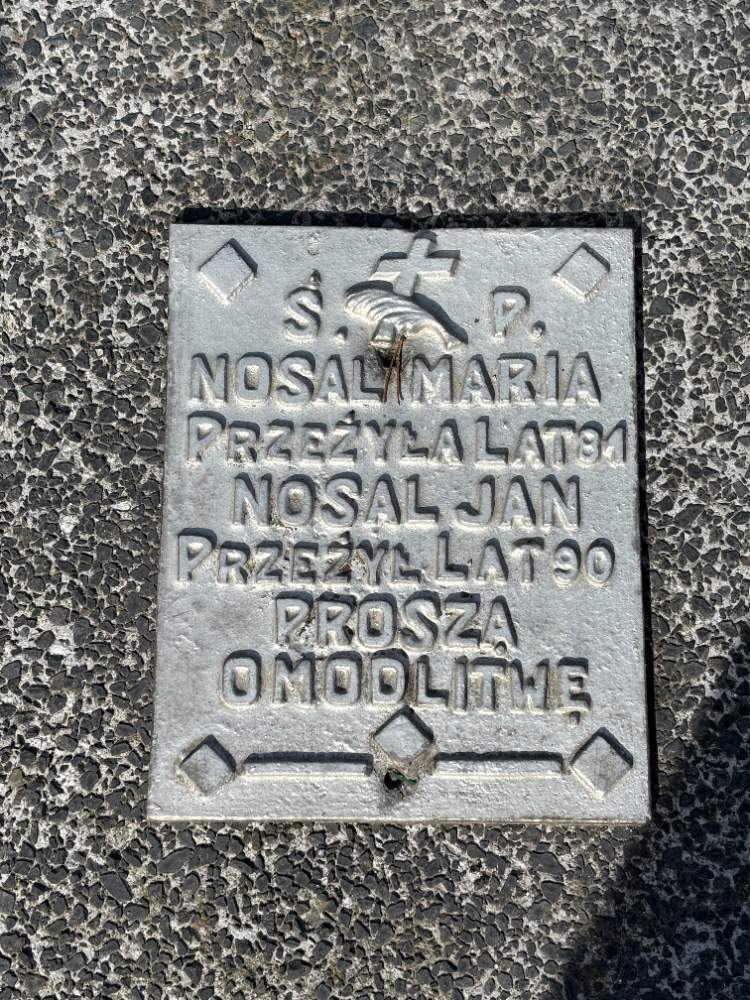 Ś. P.
NOSAL MARIA
PRZEŻYŁA LAT 81
NOSAL JAN
PRZEŻYŁ LAT 90
PROSZĄ
O MODLITWĘ